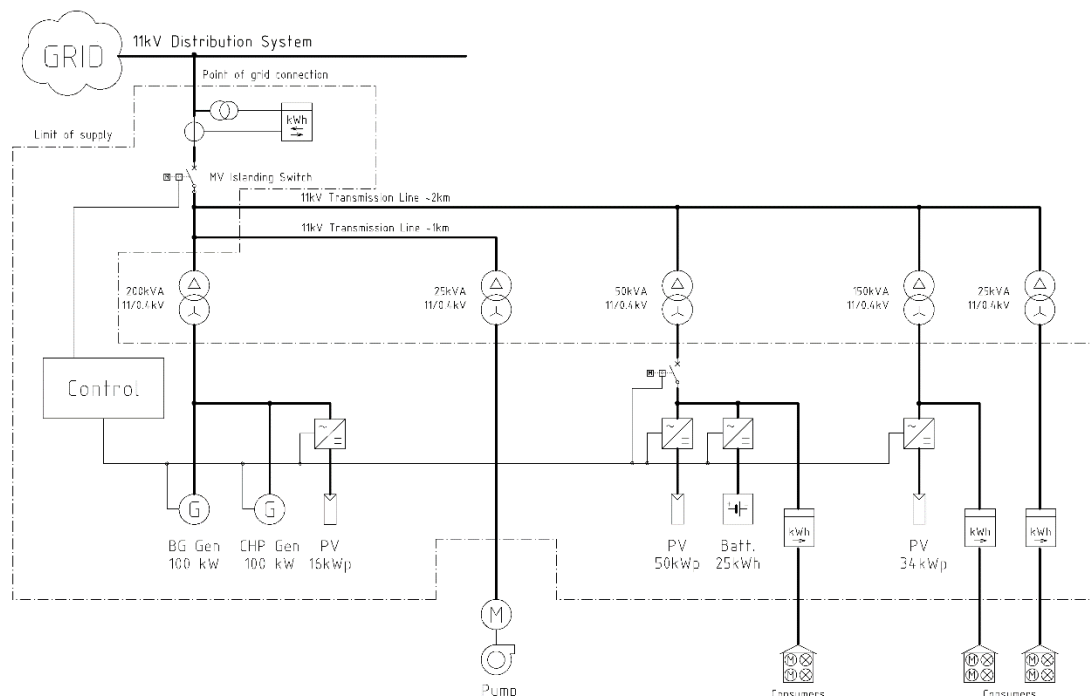 GRID
11kV Distribution System
Point of grid connection
kWh
Limit of supply
M
MV Islanding Switch
11kV Transmission Line ~2km
11kV Transmission Line ~1km
200kVA
11/0.4kV
25kVA
11/0.4kV
50kVA
11/0.4kV
150kVA
11/0.4kV
25kVA
11/0.4kV
Control
M
G
G
BG Gen
100 kW
CHP Gen
100 kW
PV
16kWp
PV
50kWp
Batt.
25kWh
kWh
PV
34kWp
kWh
kWh
M
Pump
M
M
M
M
M
M
Consumers
Consumers